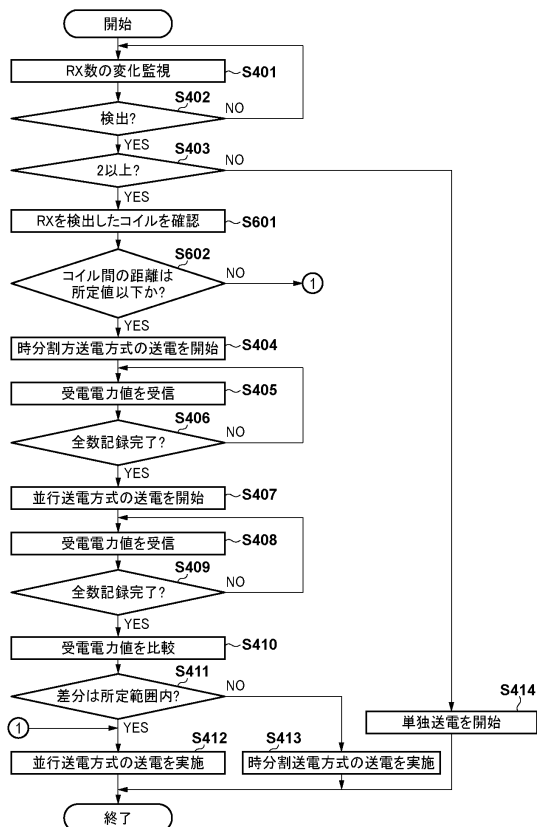 開始
RX数の変化監視
S401
S402
検出?
NO
YES
S403
2以上?
NO
YES
RXを検出したコイルを確認
S601
S602
コイル間の距離は
所定値以下か?
NO
1
YES
時分割方送電方式の送電を開始
S404
受電電力値を受信
S405
S406
全数記録完了?
NO
YES
並行送電方式の送電を開始
S407
受電電力値を受信
S408
S409
全数記録完了?
NO
YES
受電電力値を比較
S410
S411
差分は所定範囲内?
NO
1
YES
S414
単独送電を開始
S412
並行送電方式の送電を実施
S413
時分割送電方式の送電を実施
終了